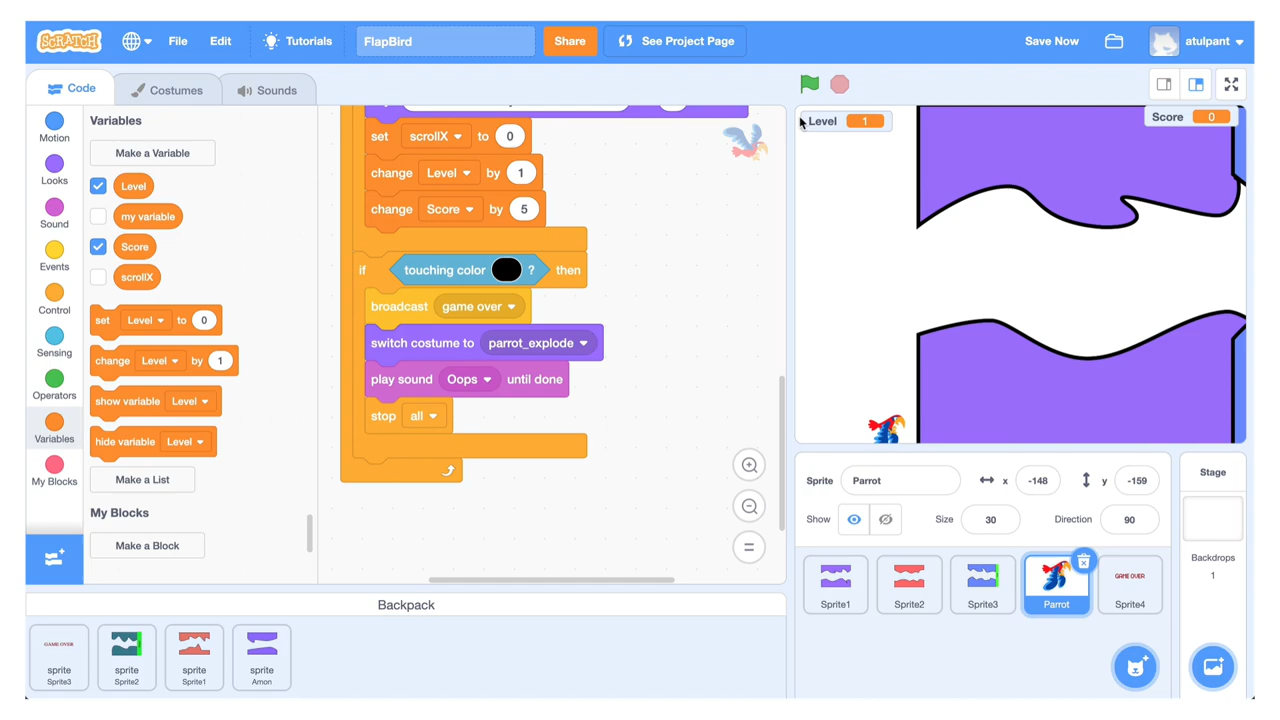 SCRATCH
File
Edit
Tutorials
FlapBird
Share
See Project Page
Save Now
atulpant
Code
Costumes
Sounds
Motion
Looks
Sound
Events
Control
Sensing
Operators
Variables
My Blocks
Variables
Make a Variable
Level
my variable
Score
scrollX
set Level to 0
change Level by 1
show variable Level
hide variable Level
Make a List
My Blocks
Make a Block
set scrollX to 0
change Level by 1
change Score by 5
if touching color ? then
broadcast game over
switch costume to parrot_explode
play sound Oops until done
stop all
Level 1
Score 0
Sprite Parrot x -148 y -159
Show Size 30 Direction 90
Sprite1
Sprite2
Sprite3
Parrot
GAME OVER
Sprite4
Stage
Backdrops
1
Backpack
GAME OVER
sprite
Sprite3
sprite
Sprite2
sprite
Sprite1
sprite
Amon